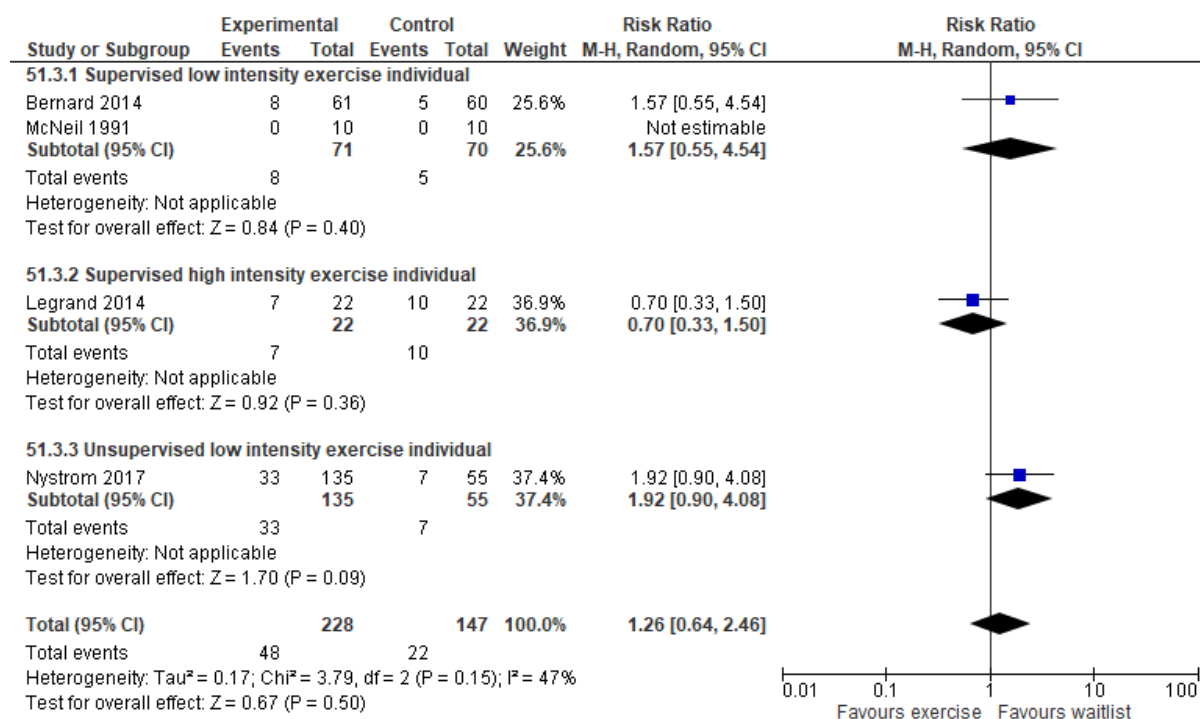 Experimental Control Risk Ratio Risk Ratio
Study or Subgroup Events Total Events Total Weight M-H, Random, 95% CI M-H, Random, 95% CI
51.3.1 Supervised low intensity exercise individual
Bernard 2014 8 61 5 60 25.6% 1.57 [0.55, 4.54]
McNeil 1991 0 10 0 10 Not estimable
Subtotal (95% CI) 71 70 25.6% 1.57 [0.55, 4.54]
Total events 8 5
Heterogeneity: Not applicable
Test for overall effect: Z = 0.84 (P = 0.40)
51.3.2 Supervised high intensity exercise individual
Legrand 2014 7 22 10 22 36.9% 0.70 [0.33, 1.50]
Subtotal (95% CI) 22 22 36.9% 0.70 [0.33, 1.50]
Total events 7 10
Heterogeneity: Not applicable
Test for overall effect: Z = 0.92 (P = 0.36)
51.3.3 Unsupervised low intensity exercise individual
Nystrom 2017 33 135 7 55 37.4% 1.92 [0.90, 4.08]
Subtotal (95% CI) 135 55 37.4% 1.92 [0.90, 4.08]
Total events 33 7
Heterogeneity: Not applicable
Test for overall effect: Z = 1.70 (P = 0.09)
Total (95% CI) 228 147 100.0% 1.26 [0.64, 2.46]
Total events 48 22
Heterogeneity: Tau² = 0.17; Chi² = 3.79, df = 2 (P = 0.15); I² = 47%
Test for overall effect: Z = 0.67 (P = 0.50)
0.01 0.1 1 10 100
Favours exercise Favours waitlist